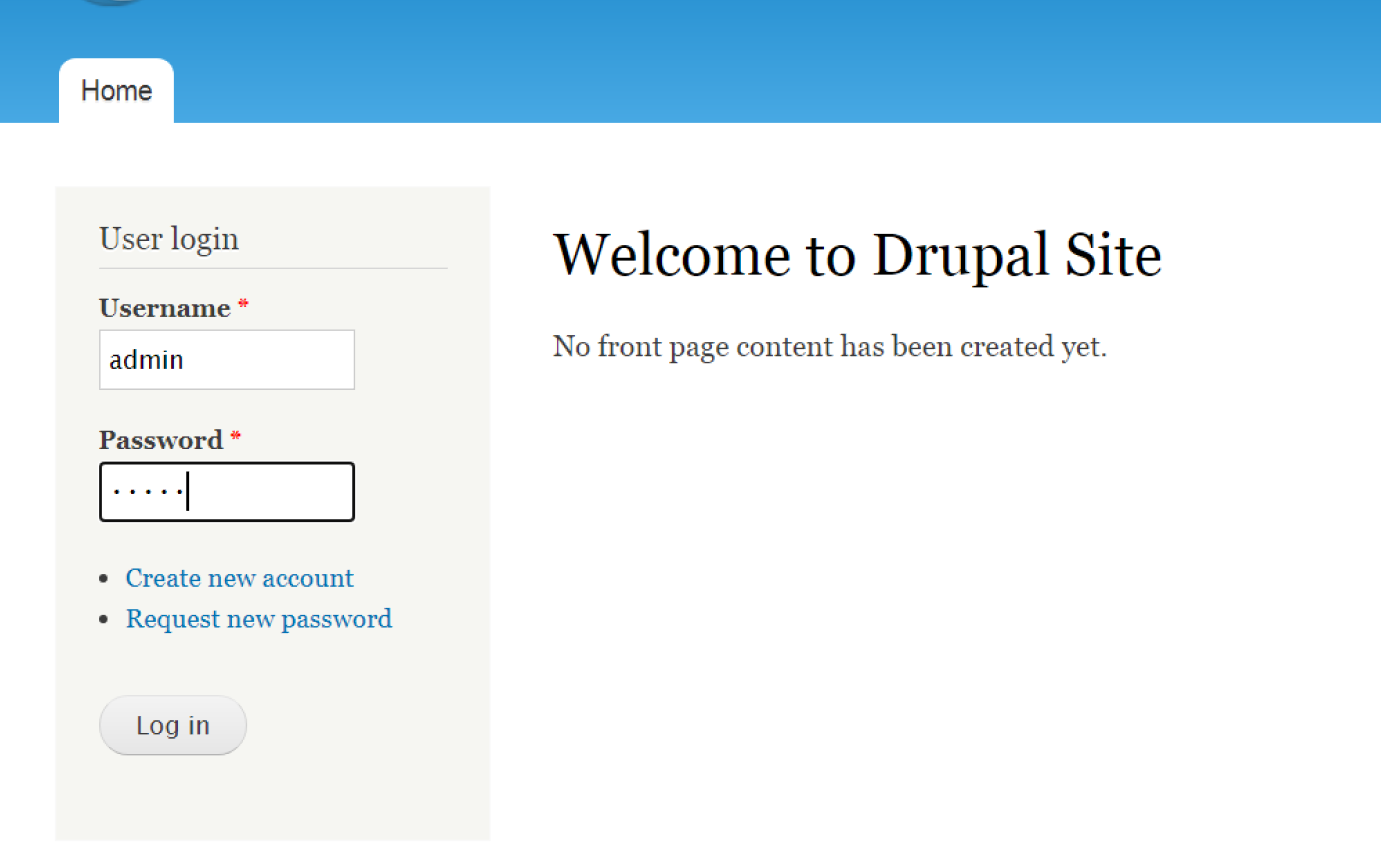 Home
User login
Username *
admin
Password *
•••••
Create new account
Request new password
Log in
Welcome to Drupal Site
No front page content has been created yet.